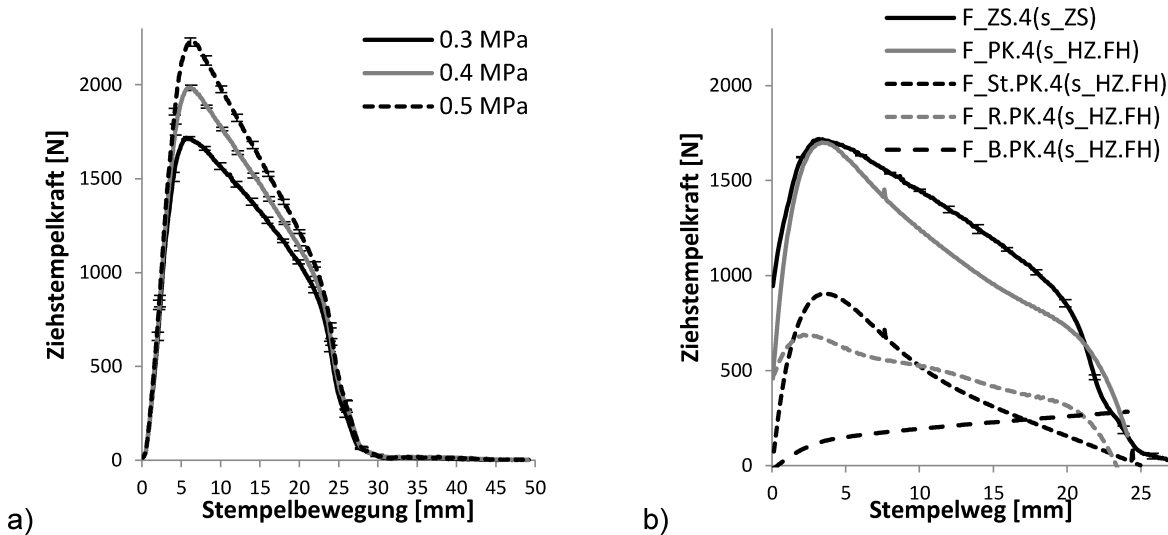 2000
1500
1000
500
0
Ziehstempelkraft [N]
0.3 MPa
0.4 MPa
0.5 MPa
0 5 10 15 20 25 30 35 40 45 50
Stempelbewegung [mm]
a)
F_ZS.4(s_ZS)
F_PK.4(s_HZ.FH)
F_St.PK.4(s_HZ.FH)
F_R.PK.4(s_HZ.FH)
F_B.PK.4(s_HZ.FH)
2000
1500
1000
500
0
Ziehstempelkraft [N]
0 5 10 15 20 25
Stempelweg [mm]
b)